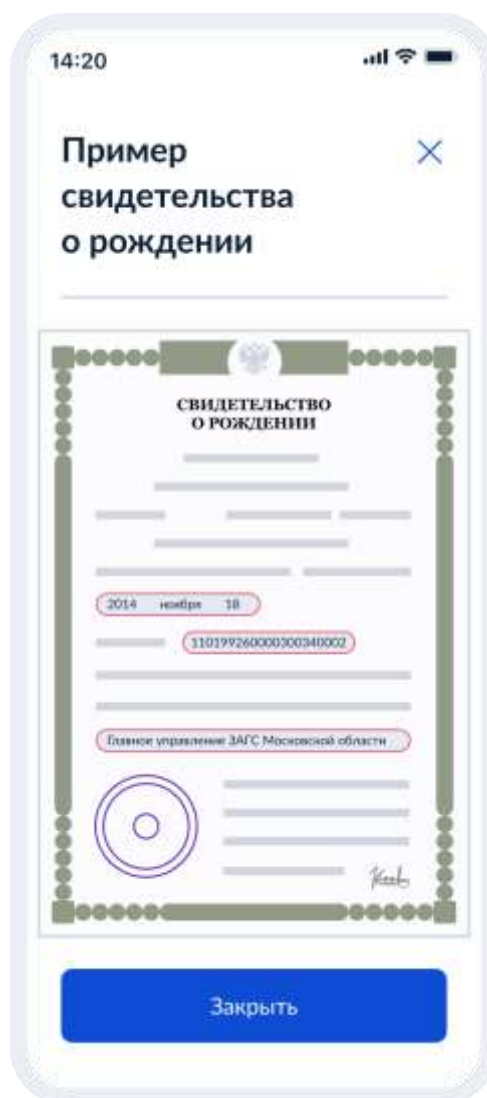 14:20
Пример
свидетельства
о рождении
СВИДЕТЕЛЬСТВО
О РОЖДЕНИИ
2014 ноября 18
110199260000300340002
Главное управление ЗАГС Московской области
Закрыть